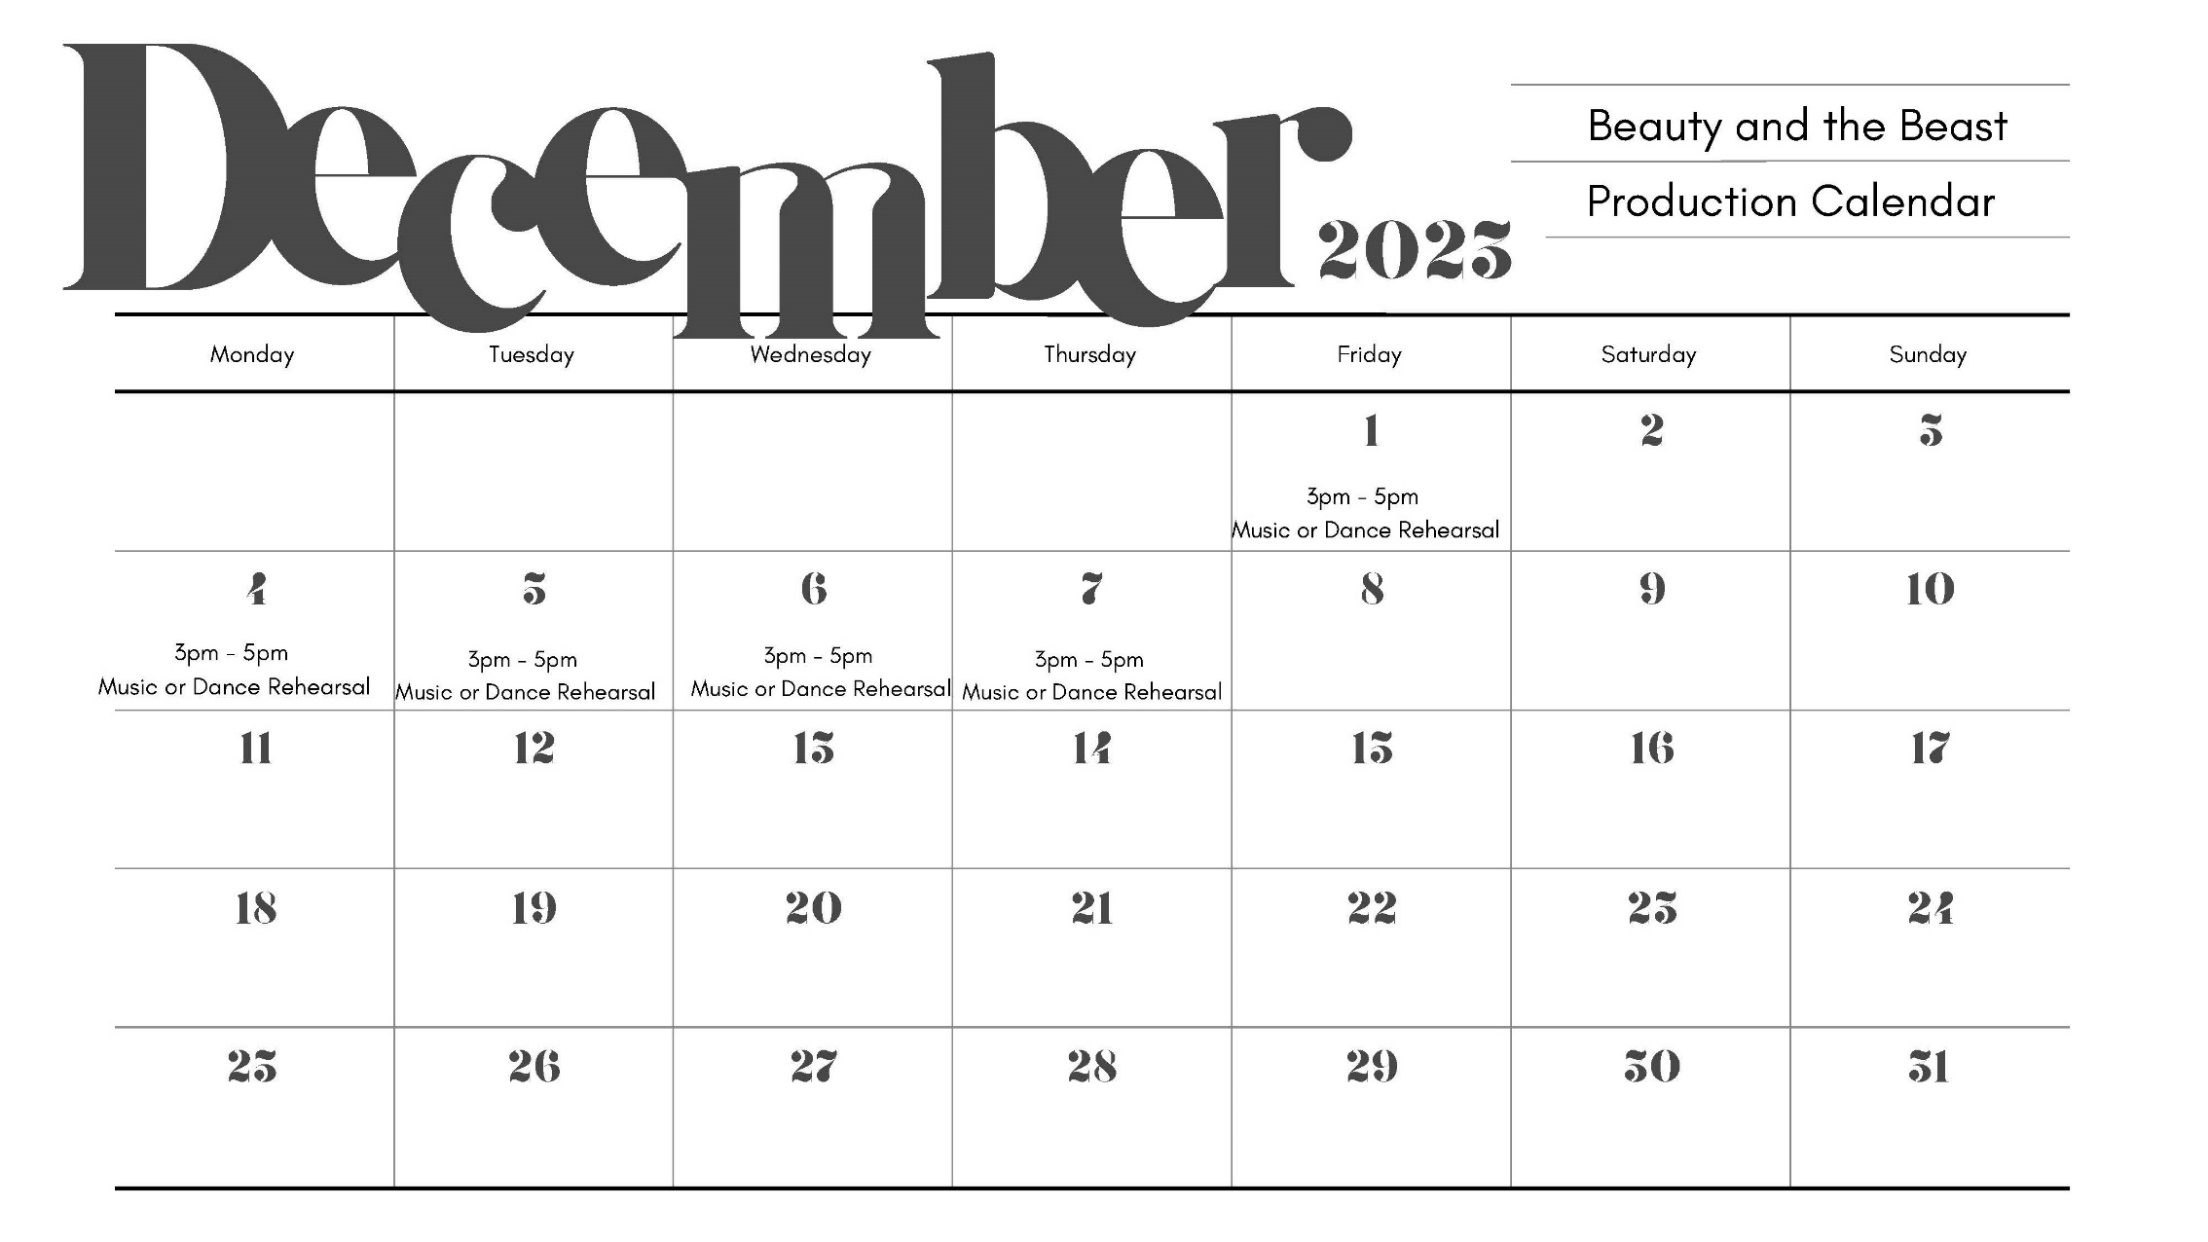 December 2023
Beauty and the Beast
Production Calendar
Monday Tuesday Wednesday Thursday Friday Saturday Sunday
1 2 3
3pm - 5pm
Music or Dance Rehearsal
4 5 6 7 8 9 10
3pm - 5pm 3pm - 5pm 3pm - 5pm 3pm - 5pm
Music or Dance Rehearsal Music or Dance Rehearsal Music or Dance Rehearsal Music or Dance Rehearsal
11 12 13 14 15 16 17
18 19 20 21 22 23 24
25 26 27 28 29 30 31